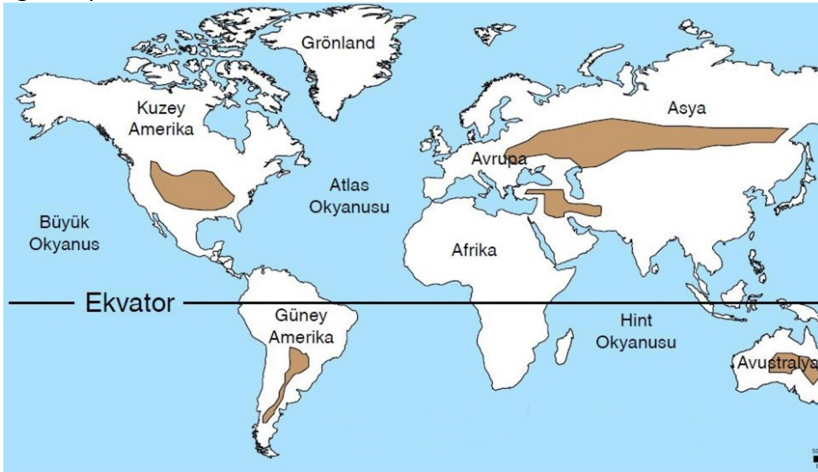 Grönland
Kuzey
Amerika
Asya
Avrupa
Atlas
Okyanusu
Büyük
Okyanus
Afrika
Ekvator
Güney
Amerika
Hint
Okyanusu
Avustralya